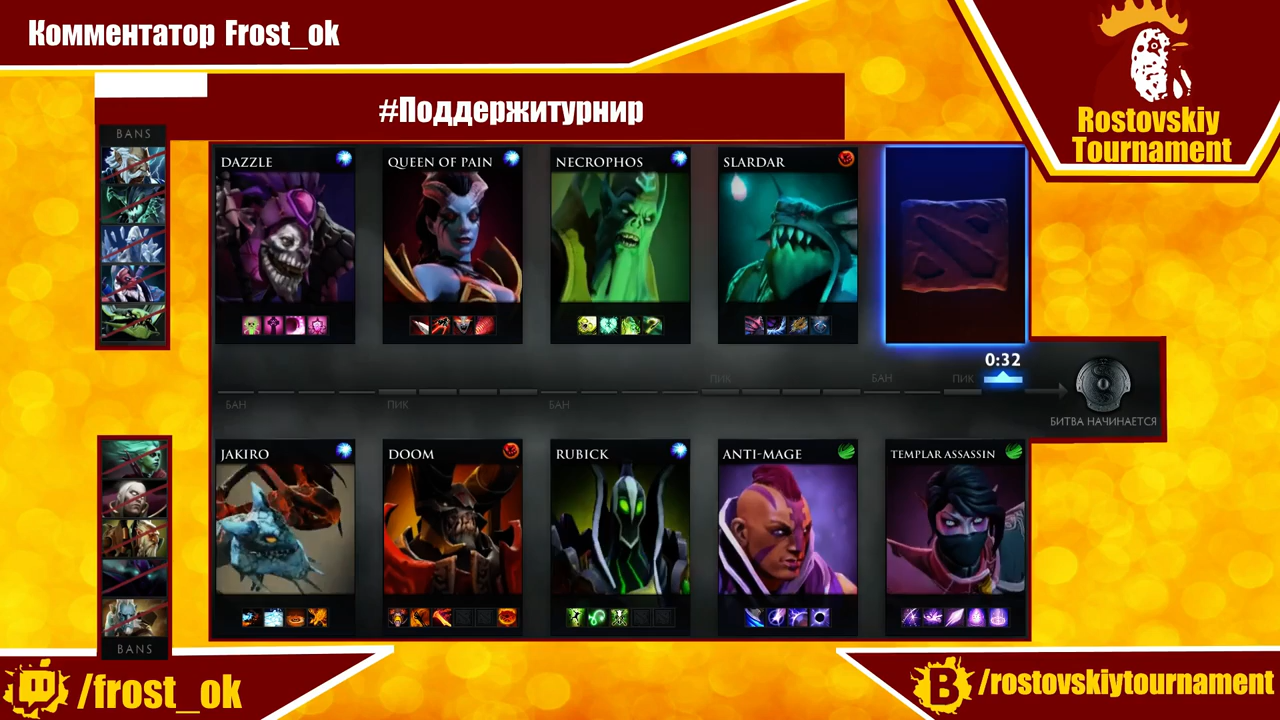 Комментатор Frost_ok
#Поддержитурнир
Rostovskiy
Tournament
BANS
DAZZLE
QUEEN OF PAIN
NECROPHOS
SLARDAR
0:32
БАН
ПИК
БАН
ПИК
БАН
ПИК
БИТВА НАЧИНАЕТСЯ
JAKIRO
DOOM
RUBICK
ANTI-MAGE
TEMPLAR ASSASSIN
BANS
/frost_ok
B /rostovskiytournament